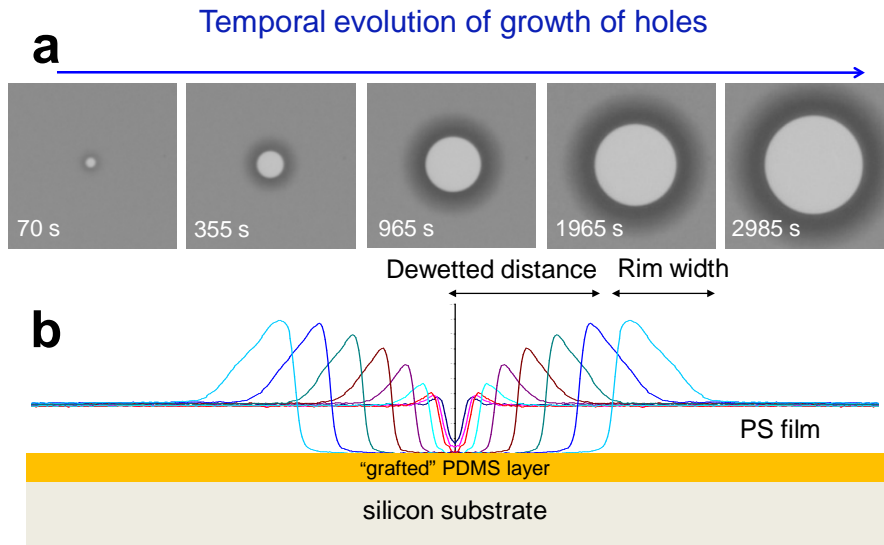 Temporal evolution of growth of holes
a
70 s
355 s
965 s
1965 s
2985 s
Dewetted distance
Rim width
b
PS film
“grafted” PDMS layer
silicon substrate